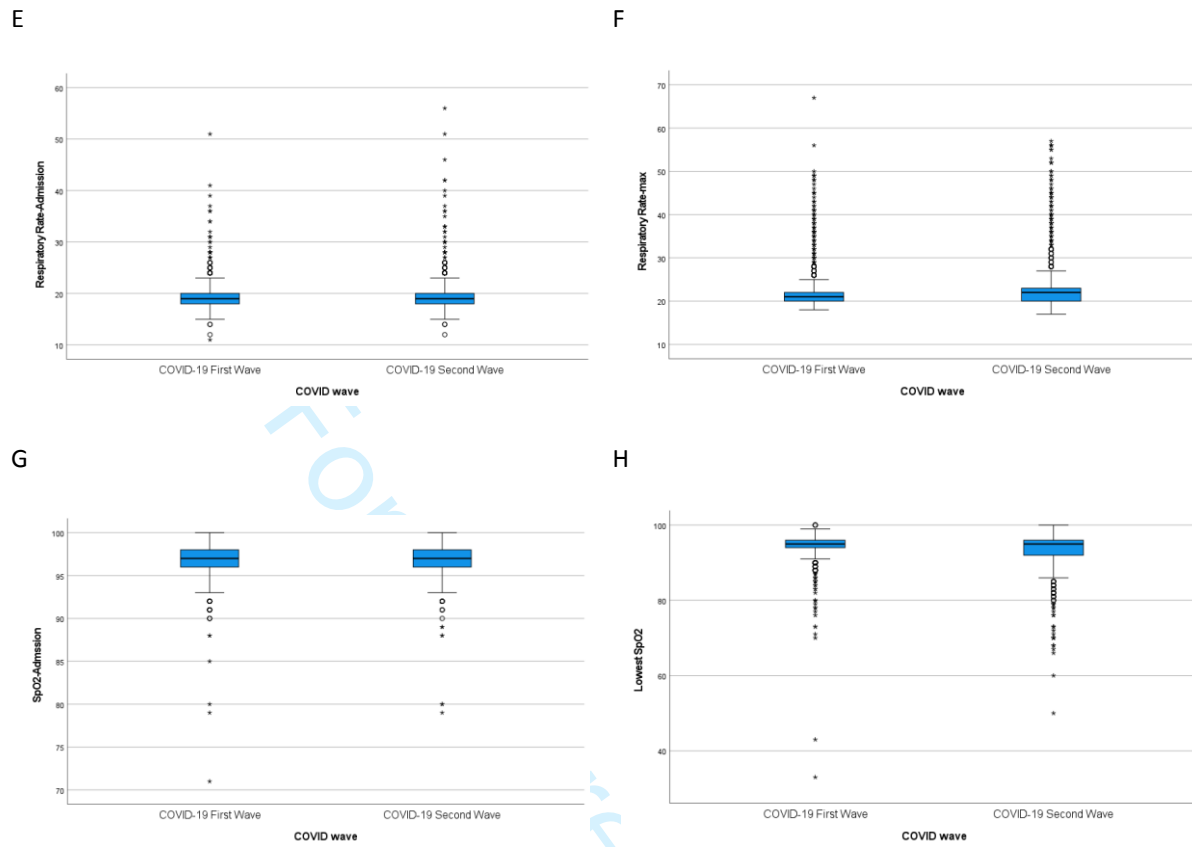 E
Respiratory Rate-Admission
60
50
40
30
20
10
COVID-19 First Wave
COVID-19 Second Wave
COVID wave
F
Respiratory Rate-max
70
60
50
40
30
20
10
COVID-19 First Wave
COVID-19 Second Wave
COVID wave
G
SpO2-Admssion
100
95
90
85
80
75
70
COVID-19 First Wave
COVID-19 Second Wave
COVID wave
H
Lowest SpO2
100
80
60
40
COVID-19 First Wave
COVID-19 Second Wave
COVID wave
For